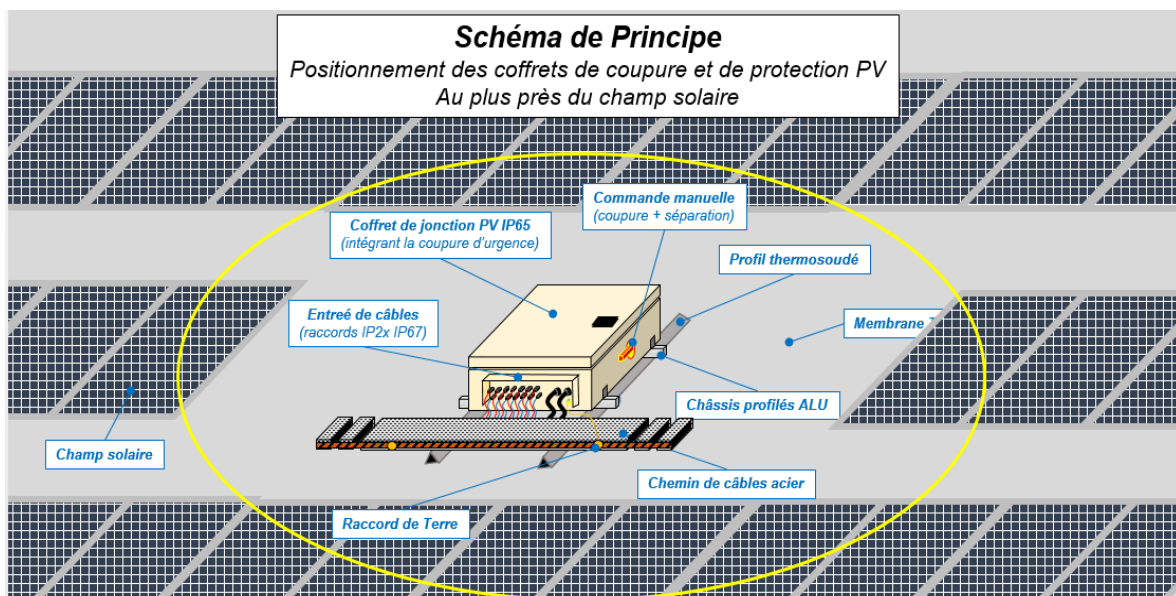 Schéma de Principe
Positionnement des coffrets de coupure et de protection PV
Au plus près du champ solaire
Commande manuelle
(coupure + séparation)
Coffret de jonction PV IP65
(intégrant la coupure d'urgence)
Profil thermosoudé
Entreé de câbles
(raccords IP2x IP67)
Membrane
Châssis profilés ALU
Champ solaire
Chemin de câbles acier
Raccord de Terre